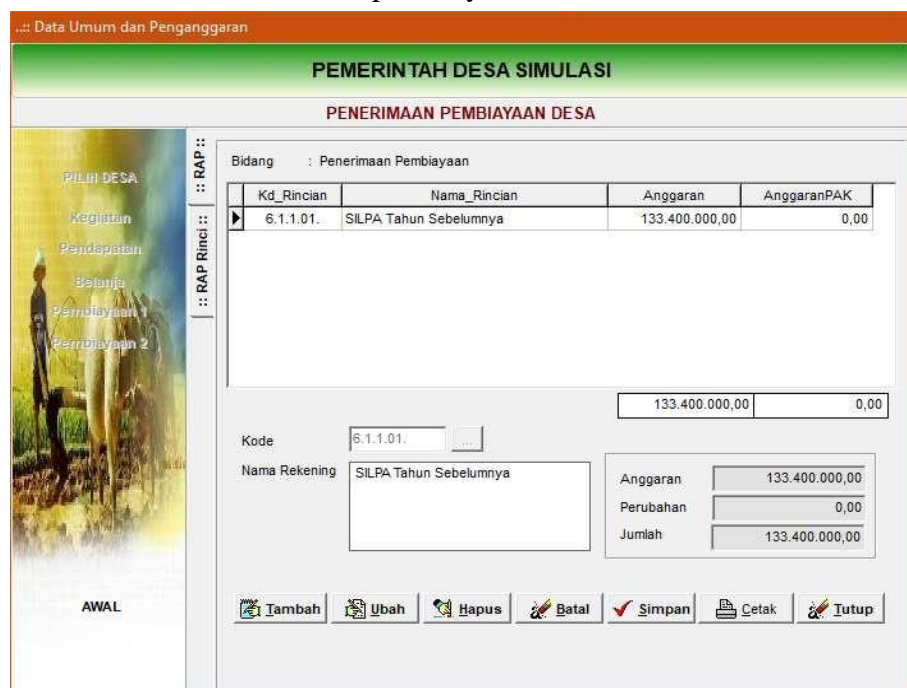 ..:: Data Umum dan Penganggaran
PEMERINTAH DESA SIMULASI
PENERIMAAN PEMBIAYAAN DESA
PILIH DESA
Kegiatan
Pendapatan
Belanja
Pembiayaan 1
Pembiayaan 2
AWAL
:: RAP ::
:: RAP Rinci ::
Bidang : Penerimaan Pembiayaan
Kd_Rincian Nama_Rincian Anggaran AnggaranPAK
6.1.1.01. SILPA Tahun Sebelumnya 133.400.000,00 0,00
133.400.000,00 0,00
Kode 6.1.1.01. ...
Nama Rekening SILPA Tahun Sebelumnya
Anggaran 133.400.000,00
Perubahan 0,00
Jumlah 133.400.000,00
Tambah Ubah Hapus Batal Simpan Cetak Tutup